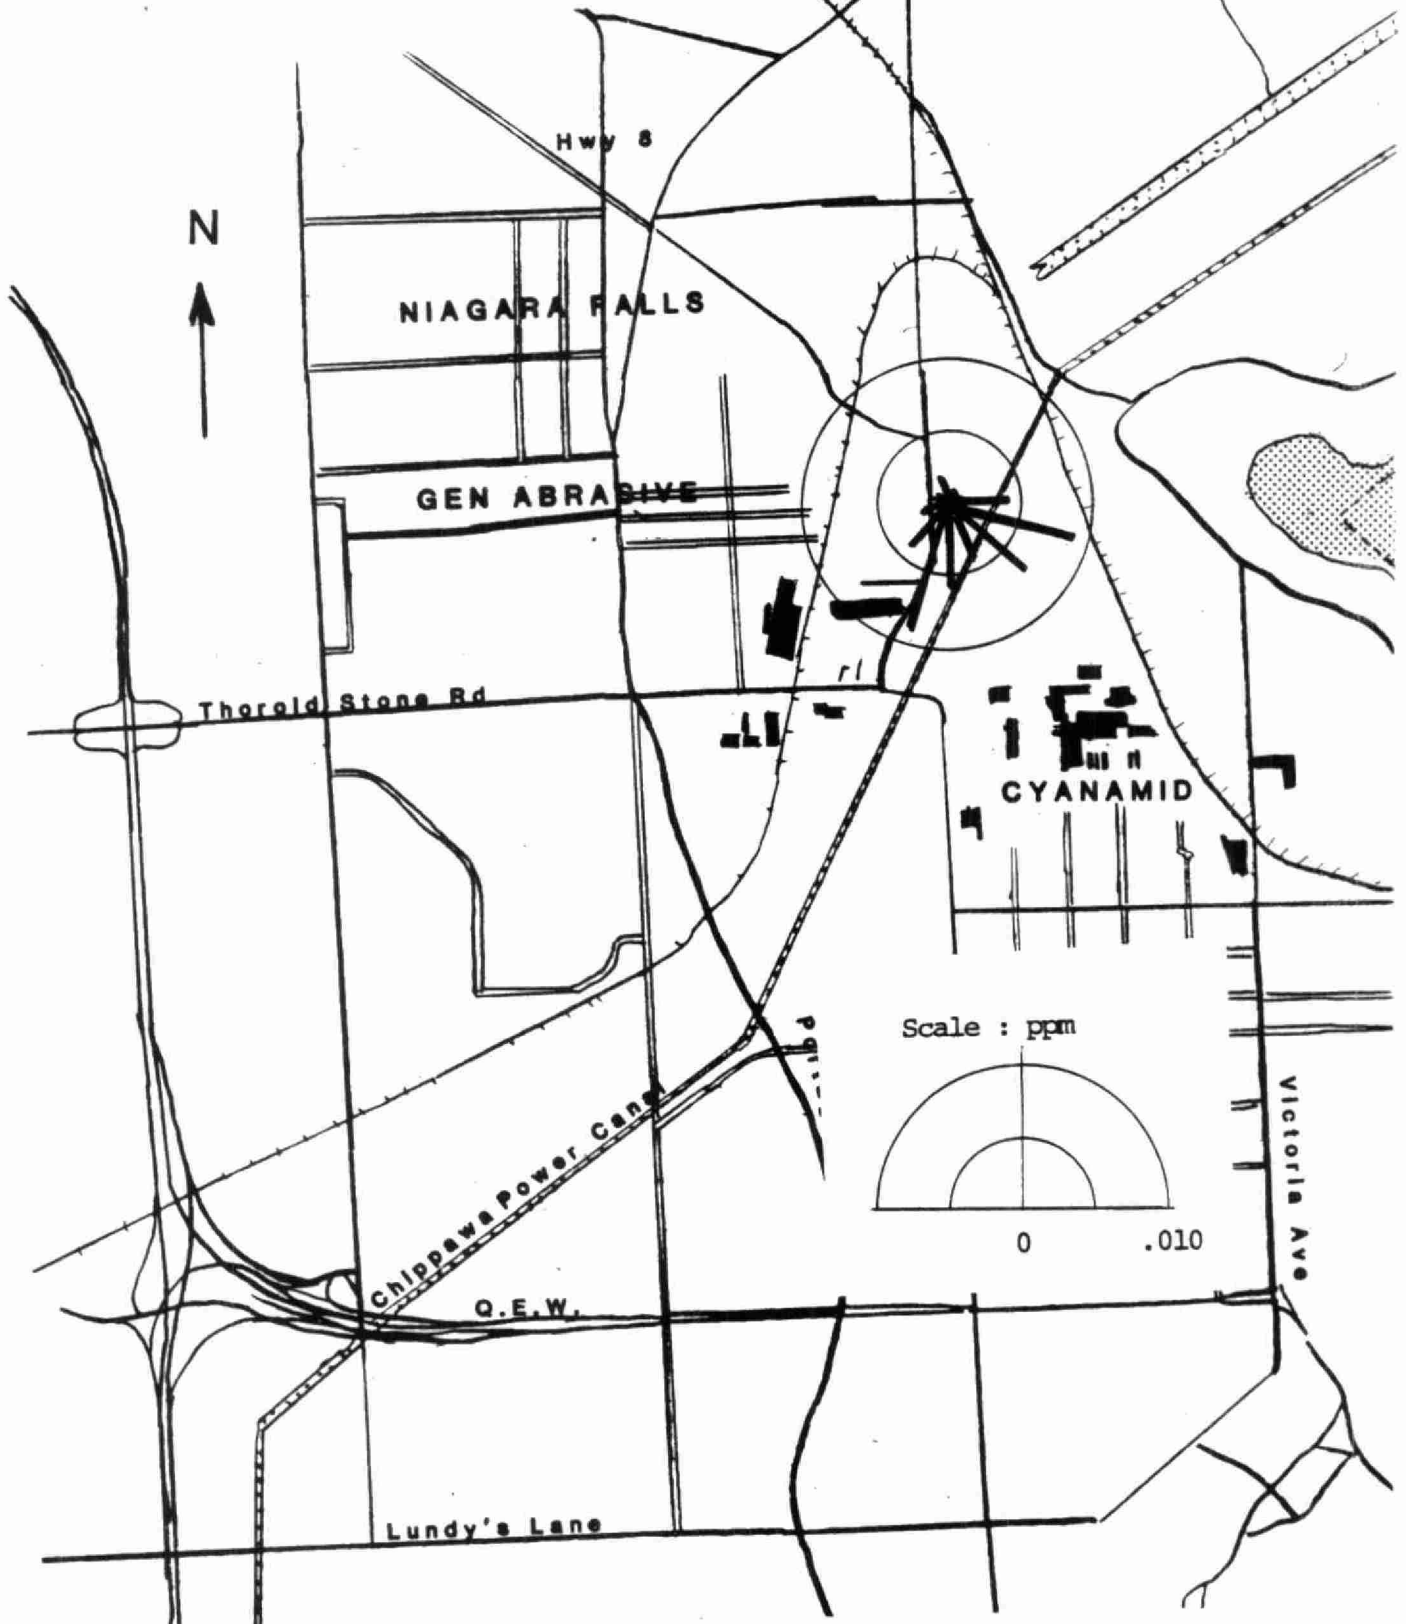 Hwy 8
N
NIAGARA FALLS
GEN ABRASIVE
Thorold Stone Rd
CYANAMID
Scale : ppm
Chippawa Power Canal
Victoria Ave
0
.010
Q.E.W.
Lundy's Lane